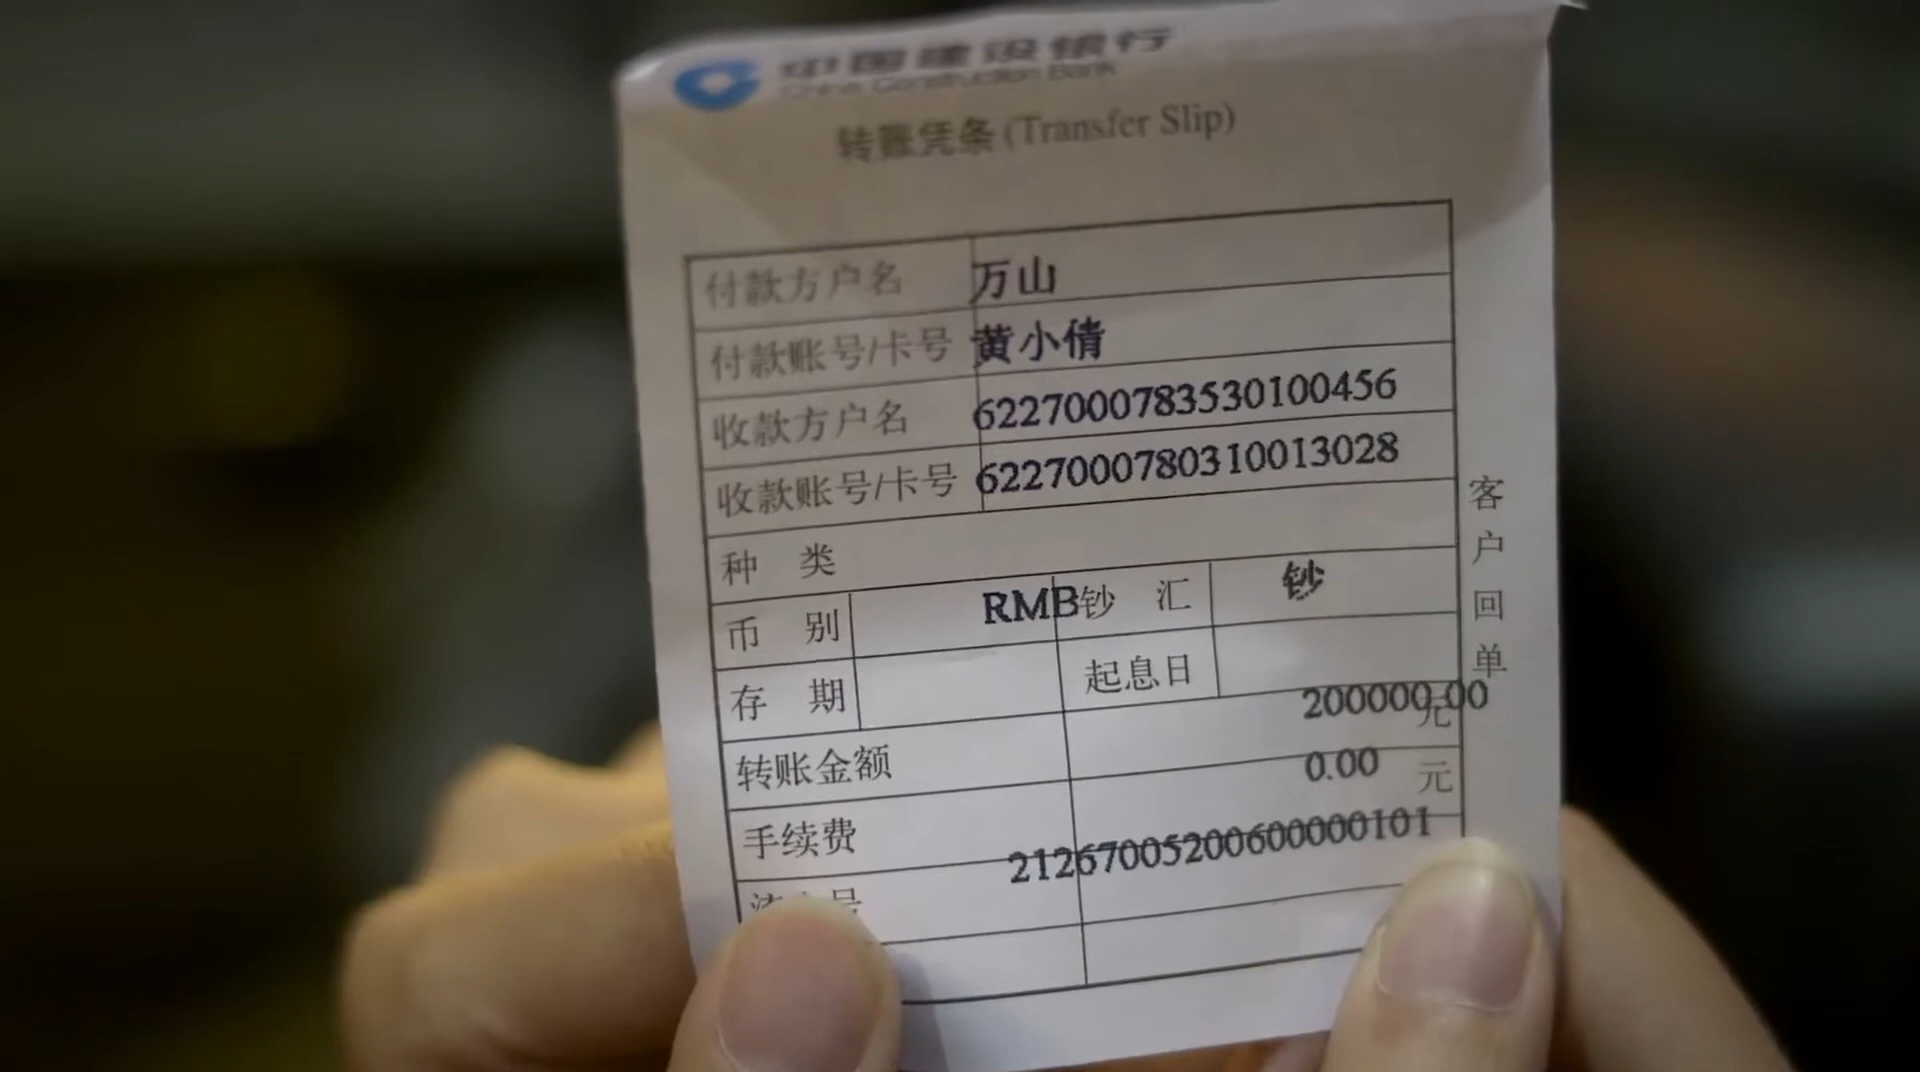 中国建设银行
China Construction Bank
转账凭条 (Transfer Slip)
付款方户名 万山
付款账号/卡号 黄小倩
收款方户名 6227000783530100456
收款账号/卡号 6227000780310013028
种 类
币 别 RMB 钞 汇 钞
存 期 起息日
转账金额 200000.00 元
手续费 0.00 元
号 21267005200600000101
客户回单